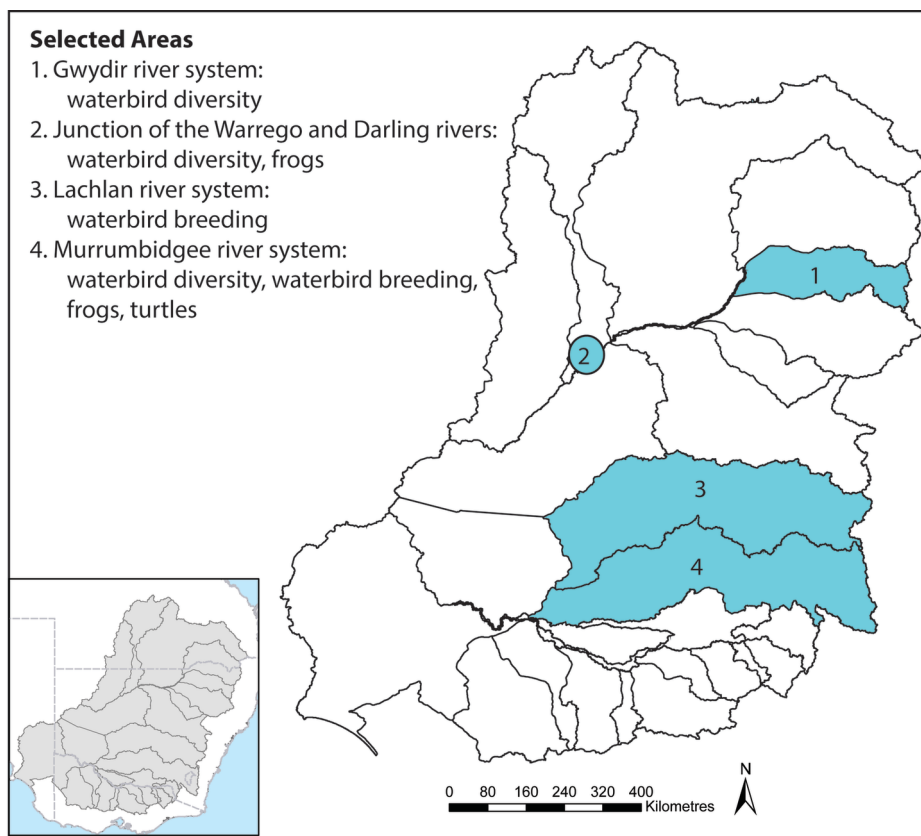 Selected Areas
1. Gwydir river system:
waterbird diversity
2. Junction of the Warrego and Darling rivers:
waterbird diversity, frogs
3. Lachlan river system:
waterbird breeding
4. Murrumbidgee river system:
waterbird diversity, waterbird breeding,
frogs, turtles
1
2
3
4
N
0 80 160 240 320 400
Kilometres